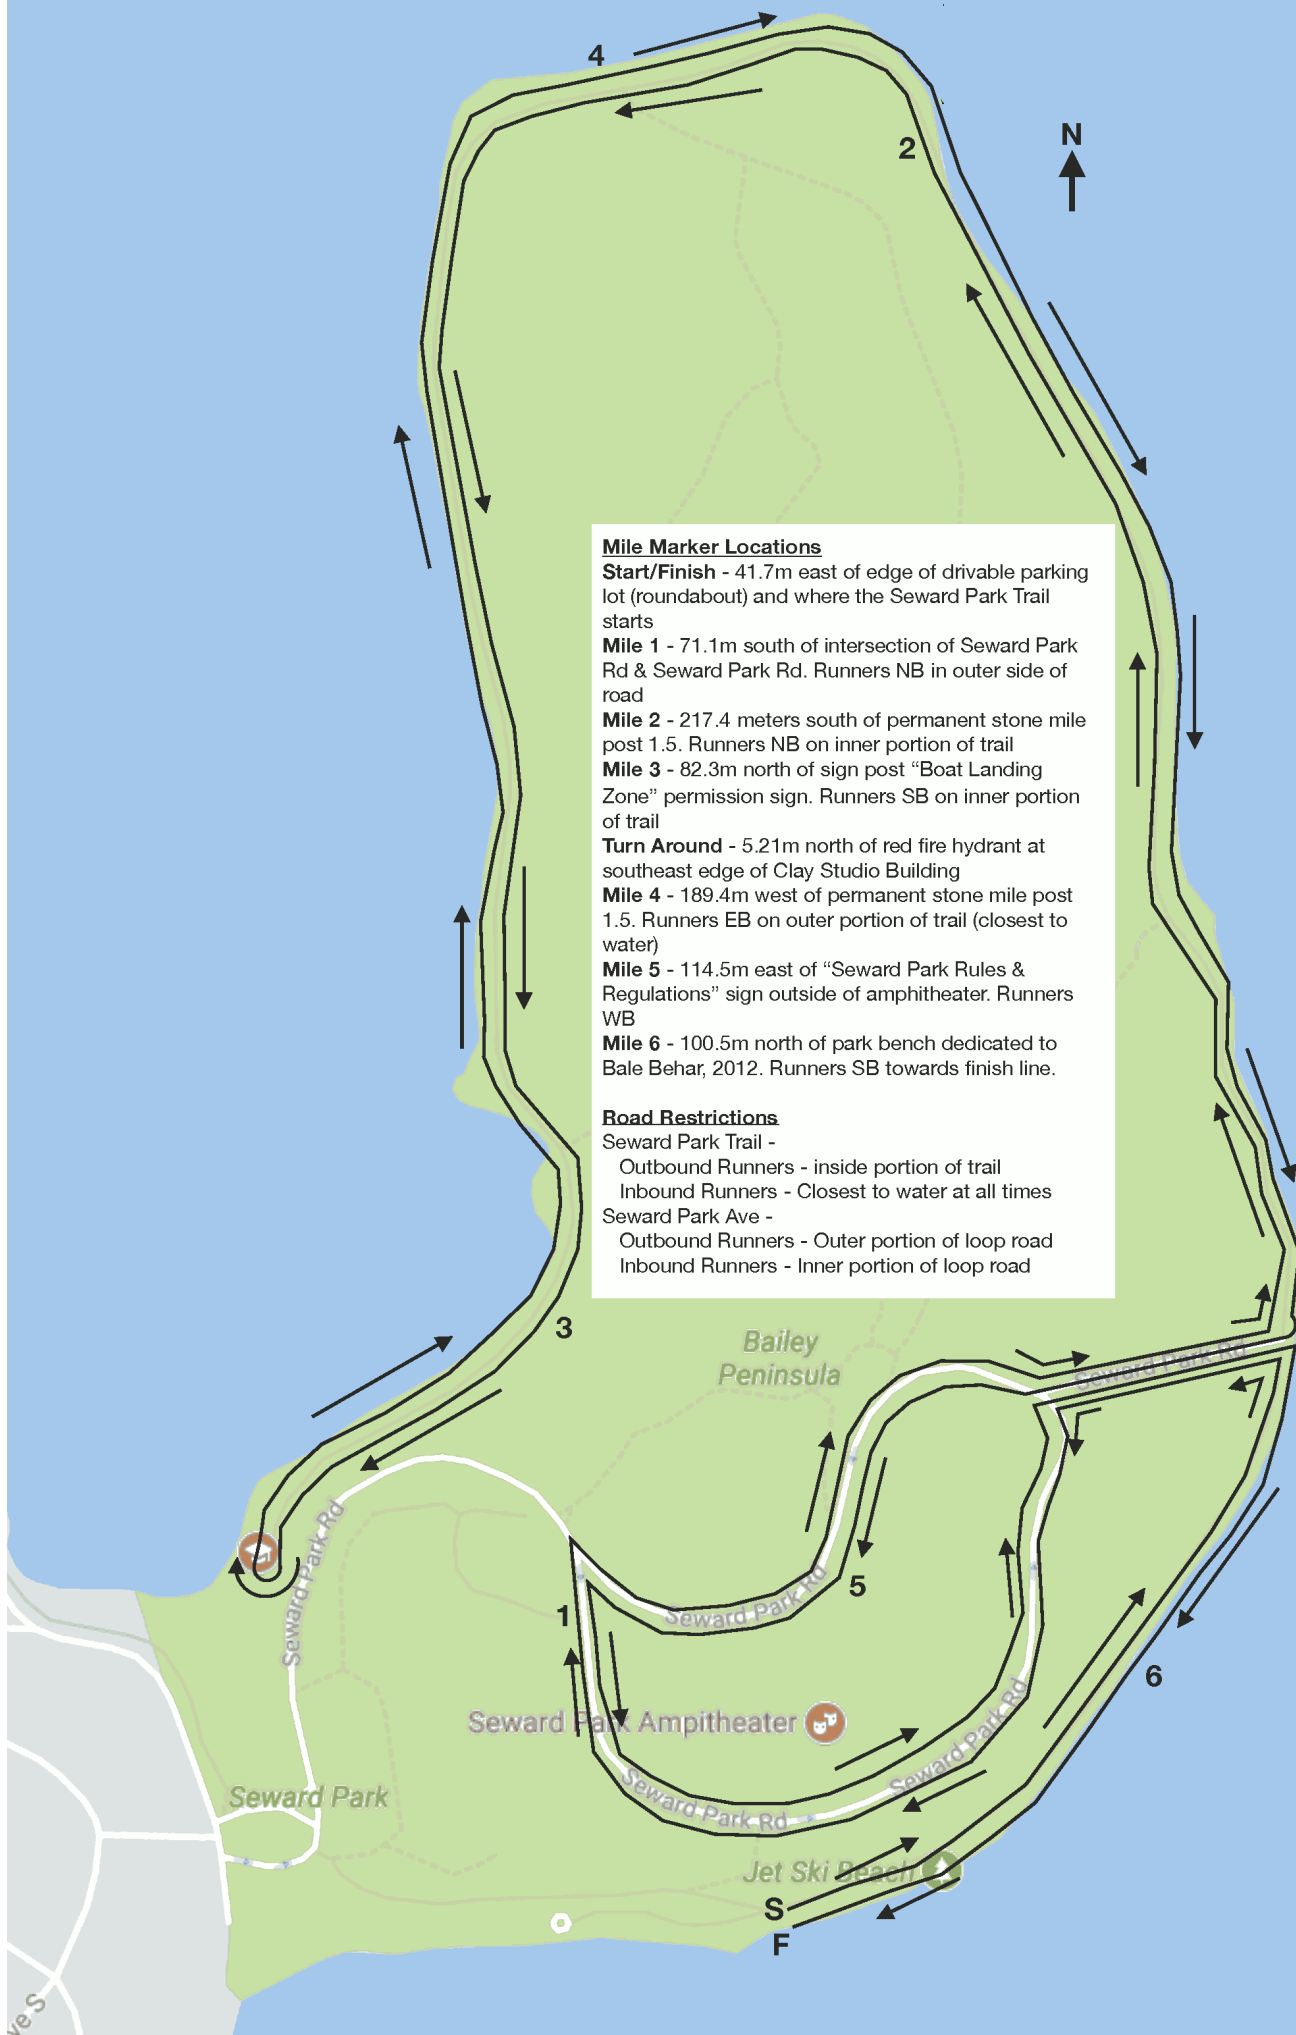 4
2
N
Mile Marker Locations
Start/Finish - 41.7m east of edge of drivable parking
lot (roundabout) and where the Seward Park Trail
starts
Mile 1 - 71.1m south of intersection of Seward Park
Rd & Seward Park Rd. Runners NB in outer side of
road
Mile 2 - 217.4 meters south of permanent stone mile
post 1.5. Runners NB on inner portion of trail
Mile 3 - 82.3m north of sign post “Boat Landing
Zone” permission sign. Runners SB on inner portion
of trail
Turn Around - 5.21m north of red fire hydrant at
southeast edge of Clay Studio Building
Mile 4 - 189.4m west of permanent stone mile post
1.5. Runners EB on outer portion of trail (closest to
water)
Mile 5 - 114.5m east of “Seward Park Rules &
Regulations” sign outside of amphitheater. Runners
WB
Mile 6 - 100.5m north of park bench dedicated to
Bale Behar, 2012. Runners SB towards finish line.
Road Restrictions
Seward Park Trail -
Outbound Runners - inside portion of trail
Inbound Runners - Closest to water at all times
Seward Park Ave -
Outbound Runners - Outer portion of loop road
Inbound Runners - Inner portion of loop road
3
Bailey
Peninsula
Seward Park Rd
Seward Park Rd
Seward Park Rd
5
1
6
Seward Park Ampitheater
Seward Park Rd
Seward Park Rd
Seward Park
Jet Ski Beach
S
F
ve S